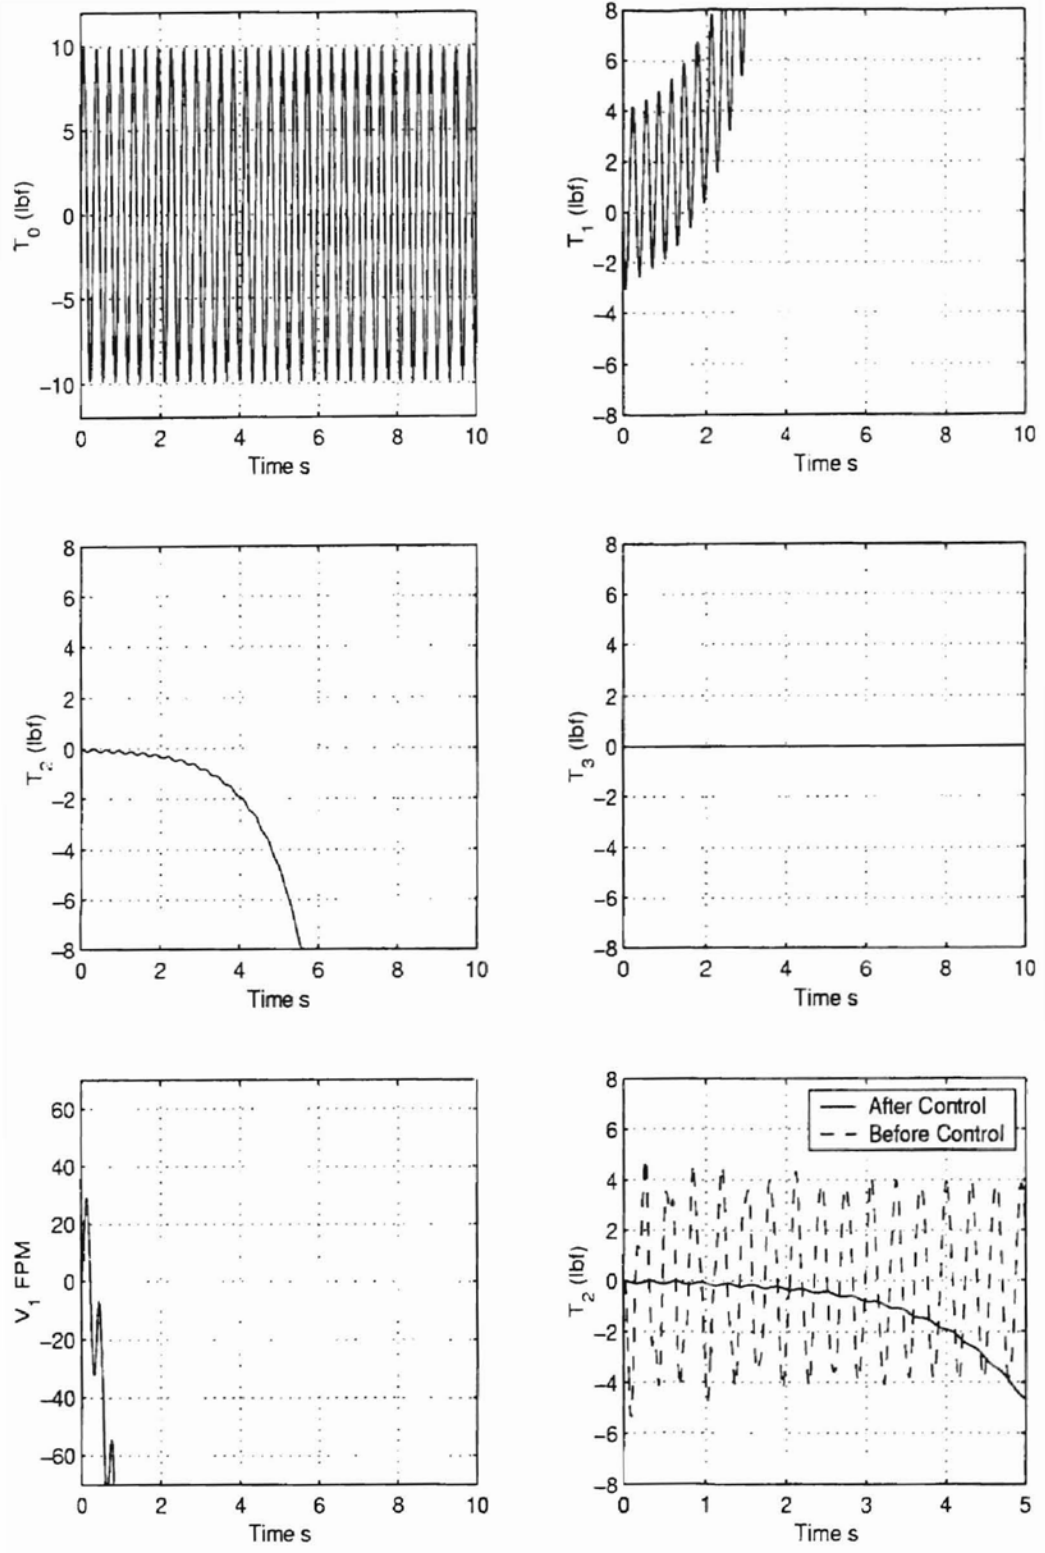 10
5
0
−5
−10
T0 (lbf)
0 2 4 6 8 10
Time s
8
6
4
2
0
−2
−4
−6
−8
T1 (lbf)
0 2 4 6 8 10
Time s
8
6
4
2
0
−2
−4
−6
−8
T2 (lbf)
0 2 4 6 8 10
Time s
8
6
4
2
0
−2
−4
−6
−8
T3 (lbf)
0 2 4 6 8 10
Time s
60
40
20
0
−20
−40
−60
V1 FPM
0 2 4 6 8 10
Time s
8
6
4
2
0
−2
−4
−6
−8
T2 (lbf)
After Control
Before Control
0 1 2 3 4 5
Time s